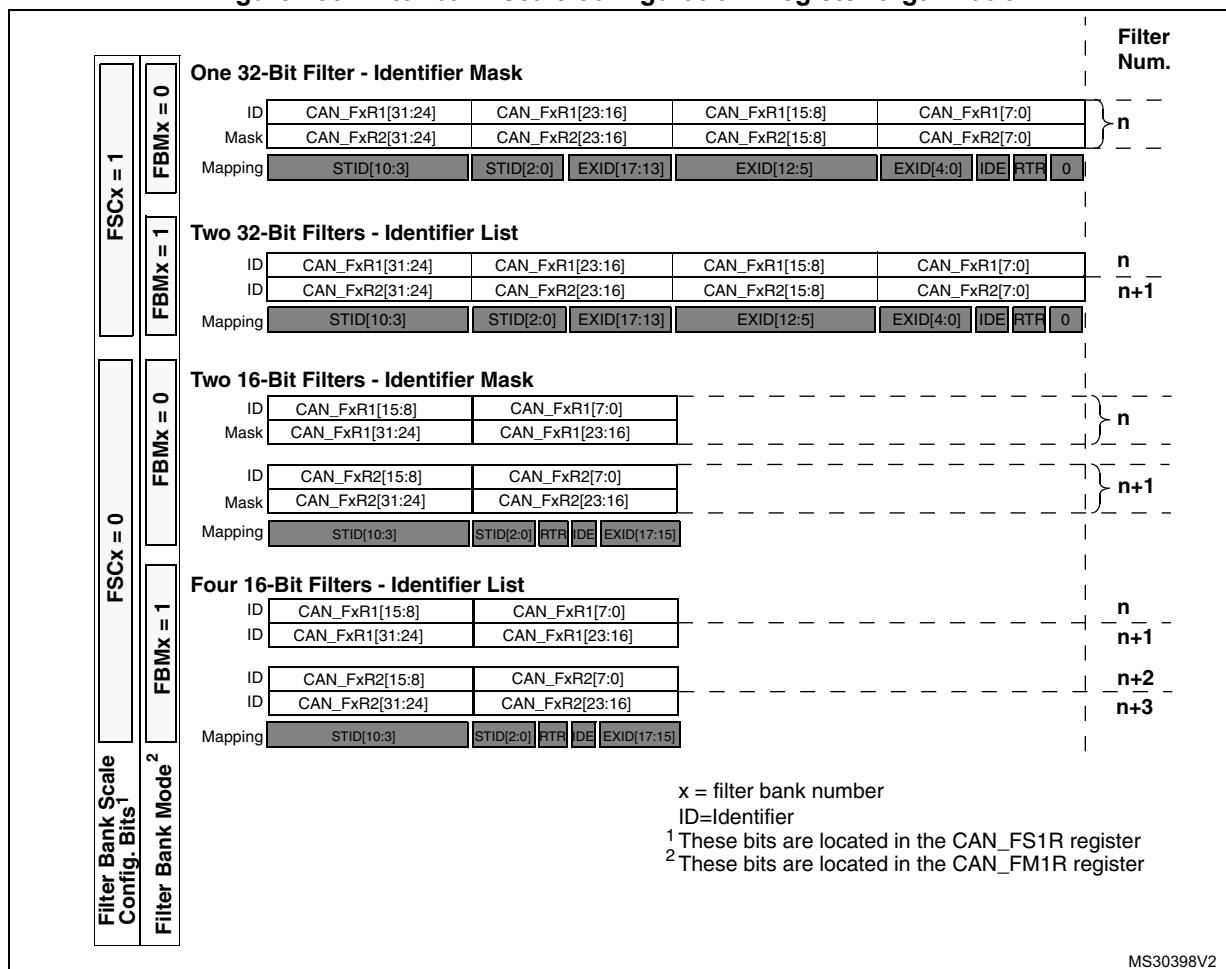 Filter
Num.
One 32-Bit Filter - Identifier Mask
ID CAN_FxR1[31:24] CAN_FxR1[23:16] CAN_FxR1[15:8] CAN_FxR1[7:0]
n
Mask CAN_FxR2[31:24] CAN_FxR2[23:16] CAN_FxR2[15:8] CAN_FxR2[7:0]
Mapping STID[10:3] STID[2:0] EXID[17:13] EXID[12:5] EXID[4:0] IDE RTR 0
Two 32-Bit Filters - Identifier List
ID CAN_FxR1[31:24] CAN_FxR1[23:16] CAN_FxR1[15:8] CAN_FxR1[7:0] n
ID CAN_FxR2[31:24] CAN_FxR2[23:16] CAN_FxR2[15:8] CAN_FxR2[7:0] n+1
Mapping STID[10:3] STID[2:0] EXID[17:13] EXID[12:5] EXID[4:0] IDE RTR 0
Two 16-Bit Filters - Identifier Mask
ID CAN_FxR1[15:8] CAN_FxR1[7:0]
n
Mask CAN_FxR1[31:24] CAN_FxR1[23:16]
ID CAN_FxR2[15:8] CAN_FxR2[7:0]
n+1
Mask CAN_FxR2[31:24] CAN_FxR2[23:16]
Mapping STID[10:3] STID[2:0] RTR IDE EXID[17:15]
Four 16-Bit Filters - Identifier List
ID CAN_FxR1[15:8] CAN_FxR1[7:0] n
ID CAN_FxR1[31:24] CAN_FxR1[23:16] n+1
ID CAN_FxR2[15:8] CAN_FxR2[7:0] n+2
ID CAN_FxR2[31:24] CAN_FxR2[23:16] n+3
Mapping STID[10:3] STID[2:0] RTR IDE EXID[17:15]
FSCx = 1
FSCx = 0
Filter Bank Scale
Config. Bits1
FBMx = 0
FBMx = 1
FBMx = 0
FBMx = 1
Filter Bank Mode2
x = filter bank number
ID=Identifier
1 These bits are located in the CAN_FS1R register
2 These bits are located in the CAN_FM1R register
MS30398V2